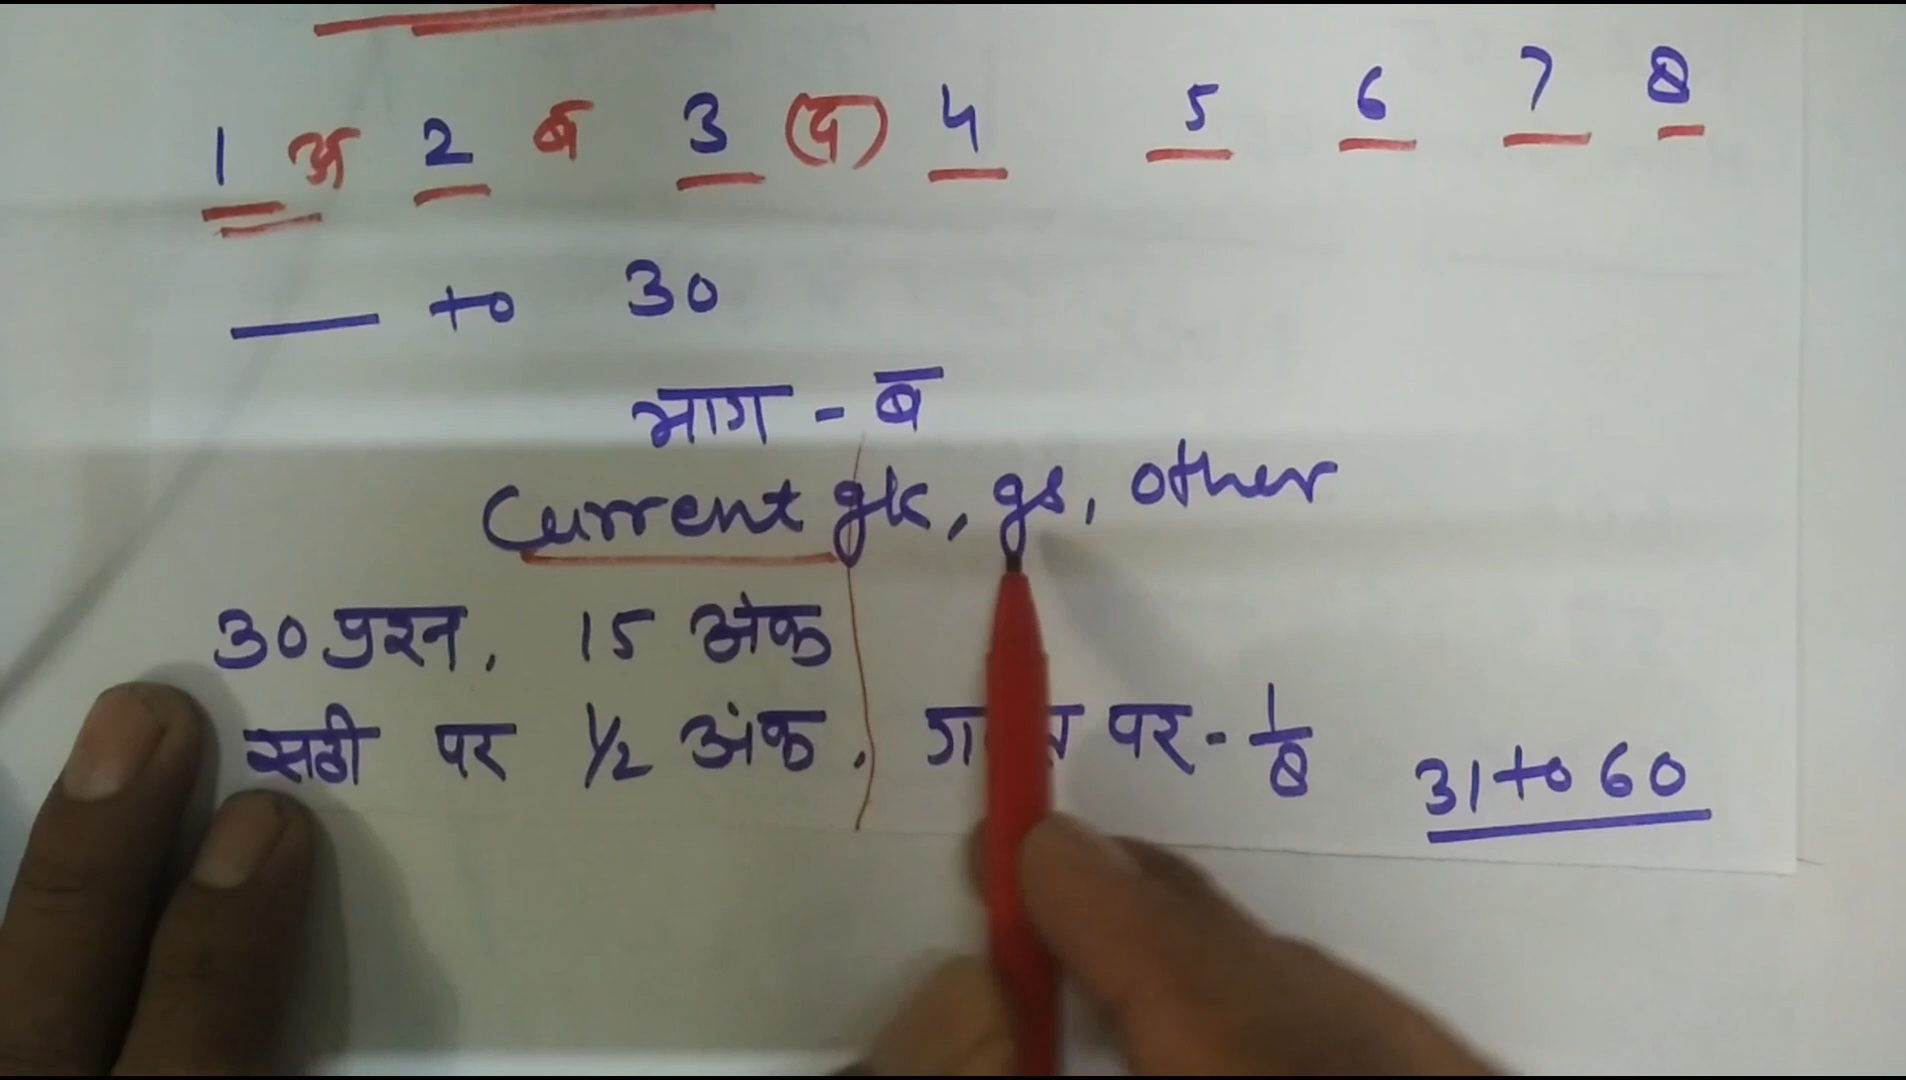 1 अ 2 ब 3 (द) 4 5 6 7 8
to 30
भाग - ब
Current gk, gs, other
30 प्रश्न. 15 अंक
सही पर 1/2 अंक. पर - 1/8
31 to 60